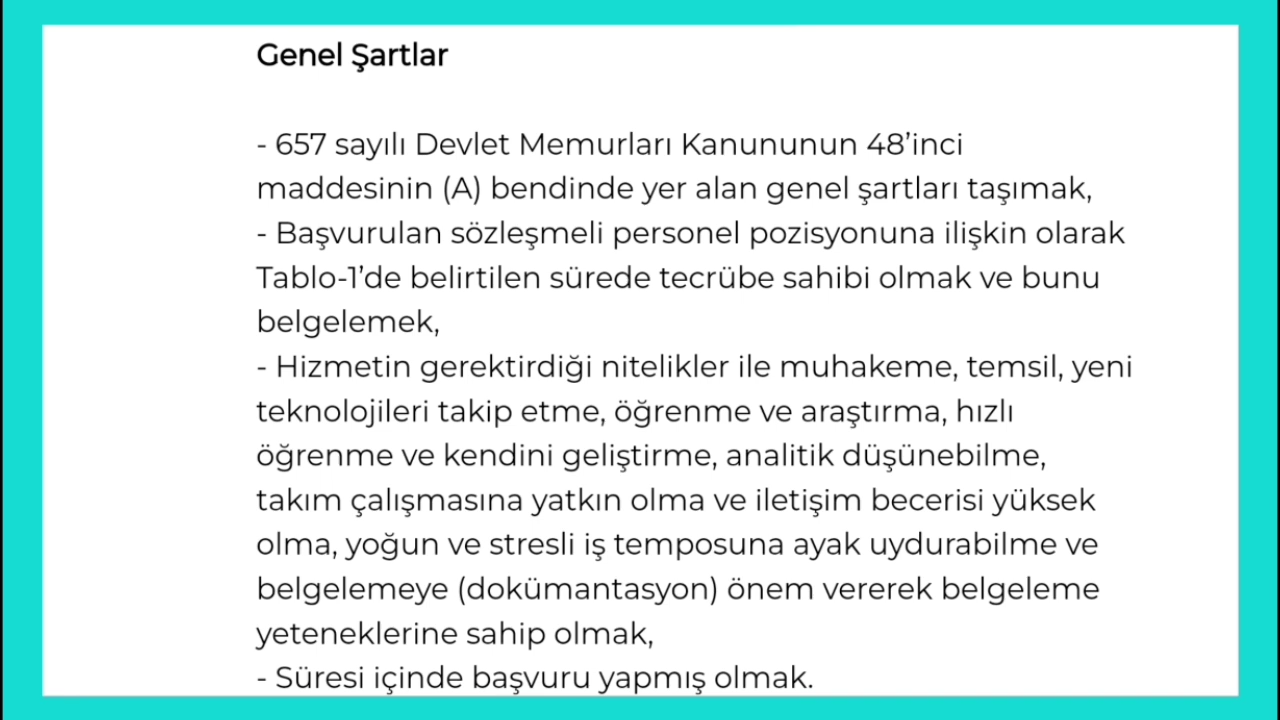 Genel Şartlar
- 657 sayılı Devlet Memurları Kanununun 48’inci
maddesinin (A) bendinde yer alan genel şartları taşımak,
- Başvurulan sözleşmeli personel pozisyonuna ilişkin olarak
Tablo-1’de belirtilen sürede tecrübe sahibi olmak ve bunu
belgelemek,
- Hizmetin gerektirdiği nitelikler ile muhakeme, temsil, yeni
teknolojileri takip etme, öğrenme ve araştırma, hızlı
öğrenme ve kendini geliştirme, analitik düşünebilme,
takım çalışmasına yatkın olma ve iletişim becerisi yüksek
olma, yoğun ve stresli iş temposuna ayak uydurabilme ve
belgelemeye (dokümantasyon) önem vererek belgeleme
yeteneklerine sahip olmak,
- Süresi içinde başvuru yapmış olmak.